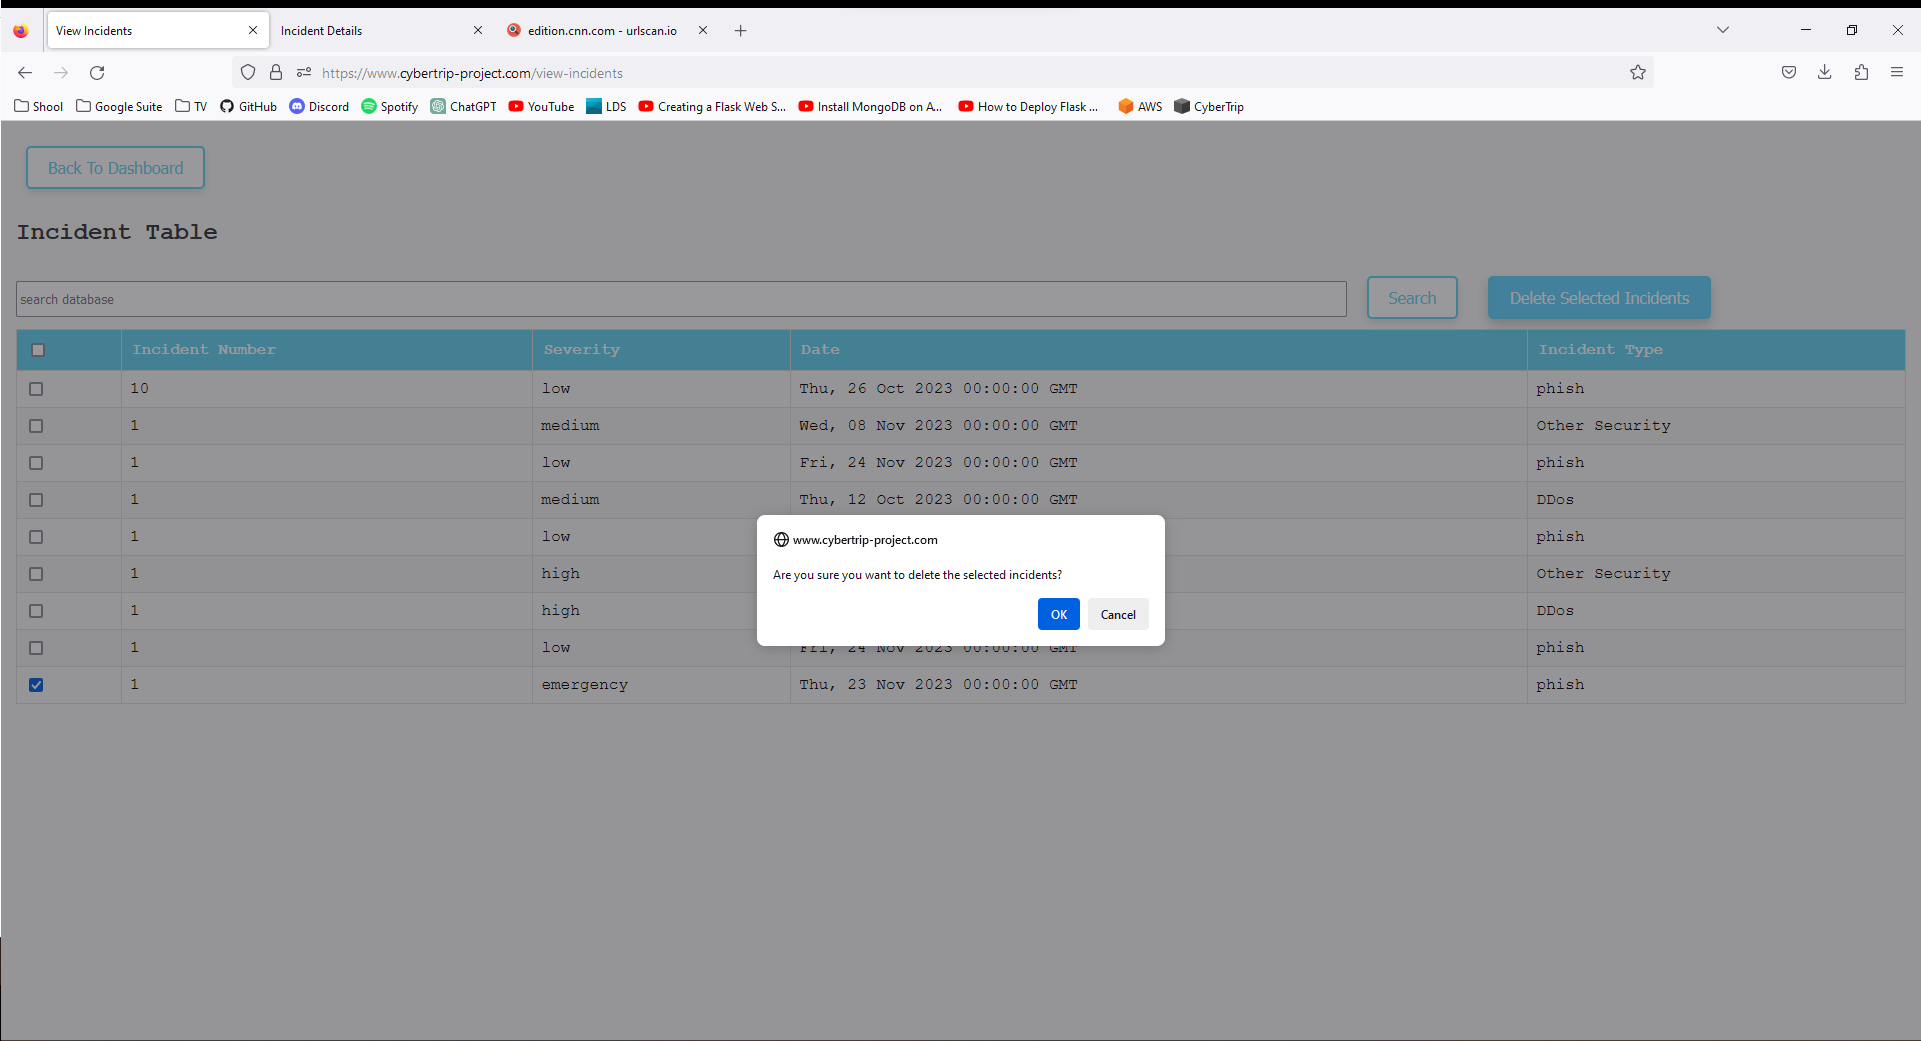 View Incidents Incident Details edition.cnn.com - urlscan.io
https://www.cybertrip-project.com/view-incidents
Shool Google Suite TV GitHub Discord Spotify ChatGPT YouTube LDS Creating a Flask Web S... Install MongoDB on A... How to Deploy Flask ... AWS CyberTrip
Back To Dashboard
Incident Table
search database Search Delete Selected Incidents
Incident Number Severity Date Incident Type
10 low Thu, 26 Oct 2023 00:00:00 GMT phish
1 medium Wed, 08 Nov 2023 00:00:00 GMT Other Security
1 low Fri, 24 Nov 2023 00:00:00 GMT phish
1 medium Thu, 12 Oct 2023 00:00:00 GMT DDos
1 low phish
1 high Other Security
1 high DDos
1 low Fri, 24 Nov 2023 00:00:00 GMT phish
1 emergency Thu, 23 Nov 2023 00:00:00 GMT phish
www.cybertrip-project.com
Are you sure you want to delete the selected incidents?
OK Cancel